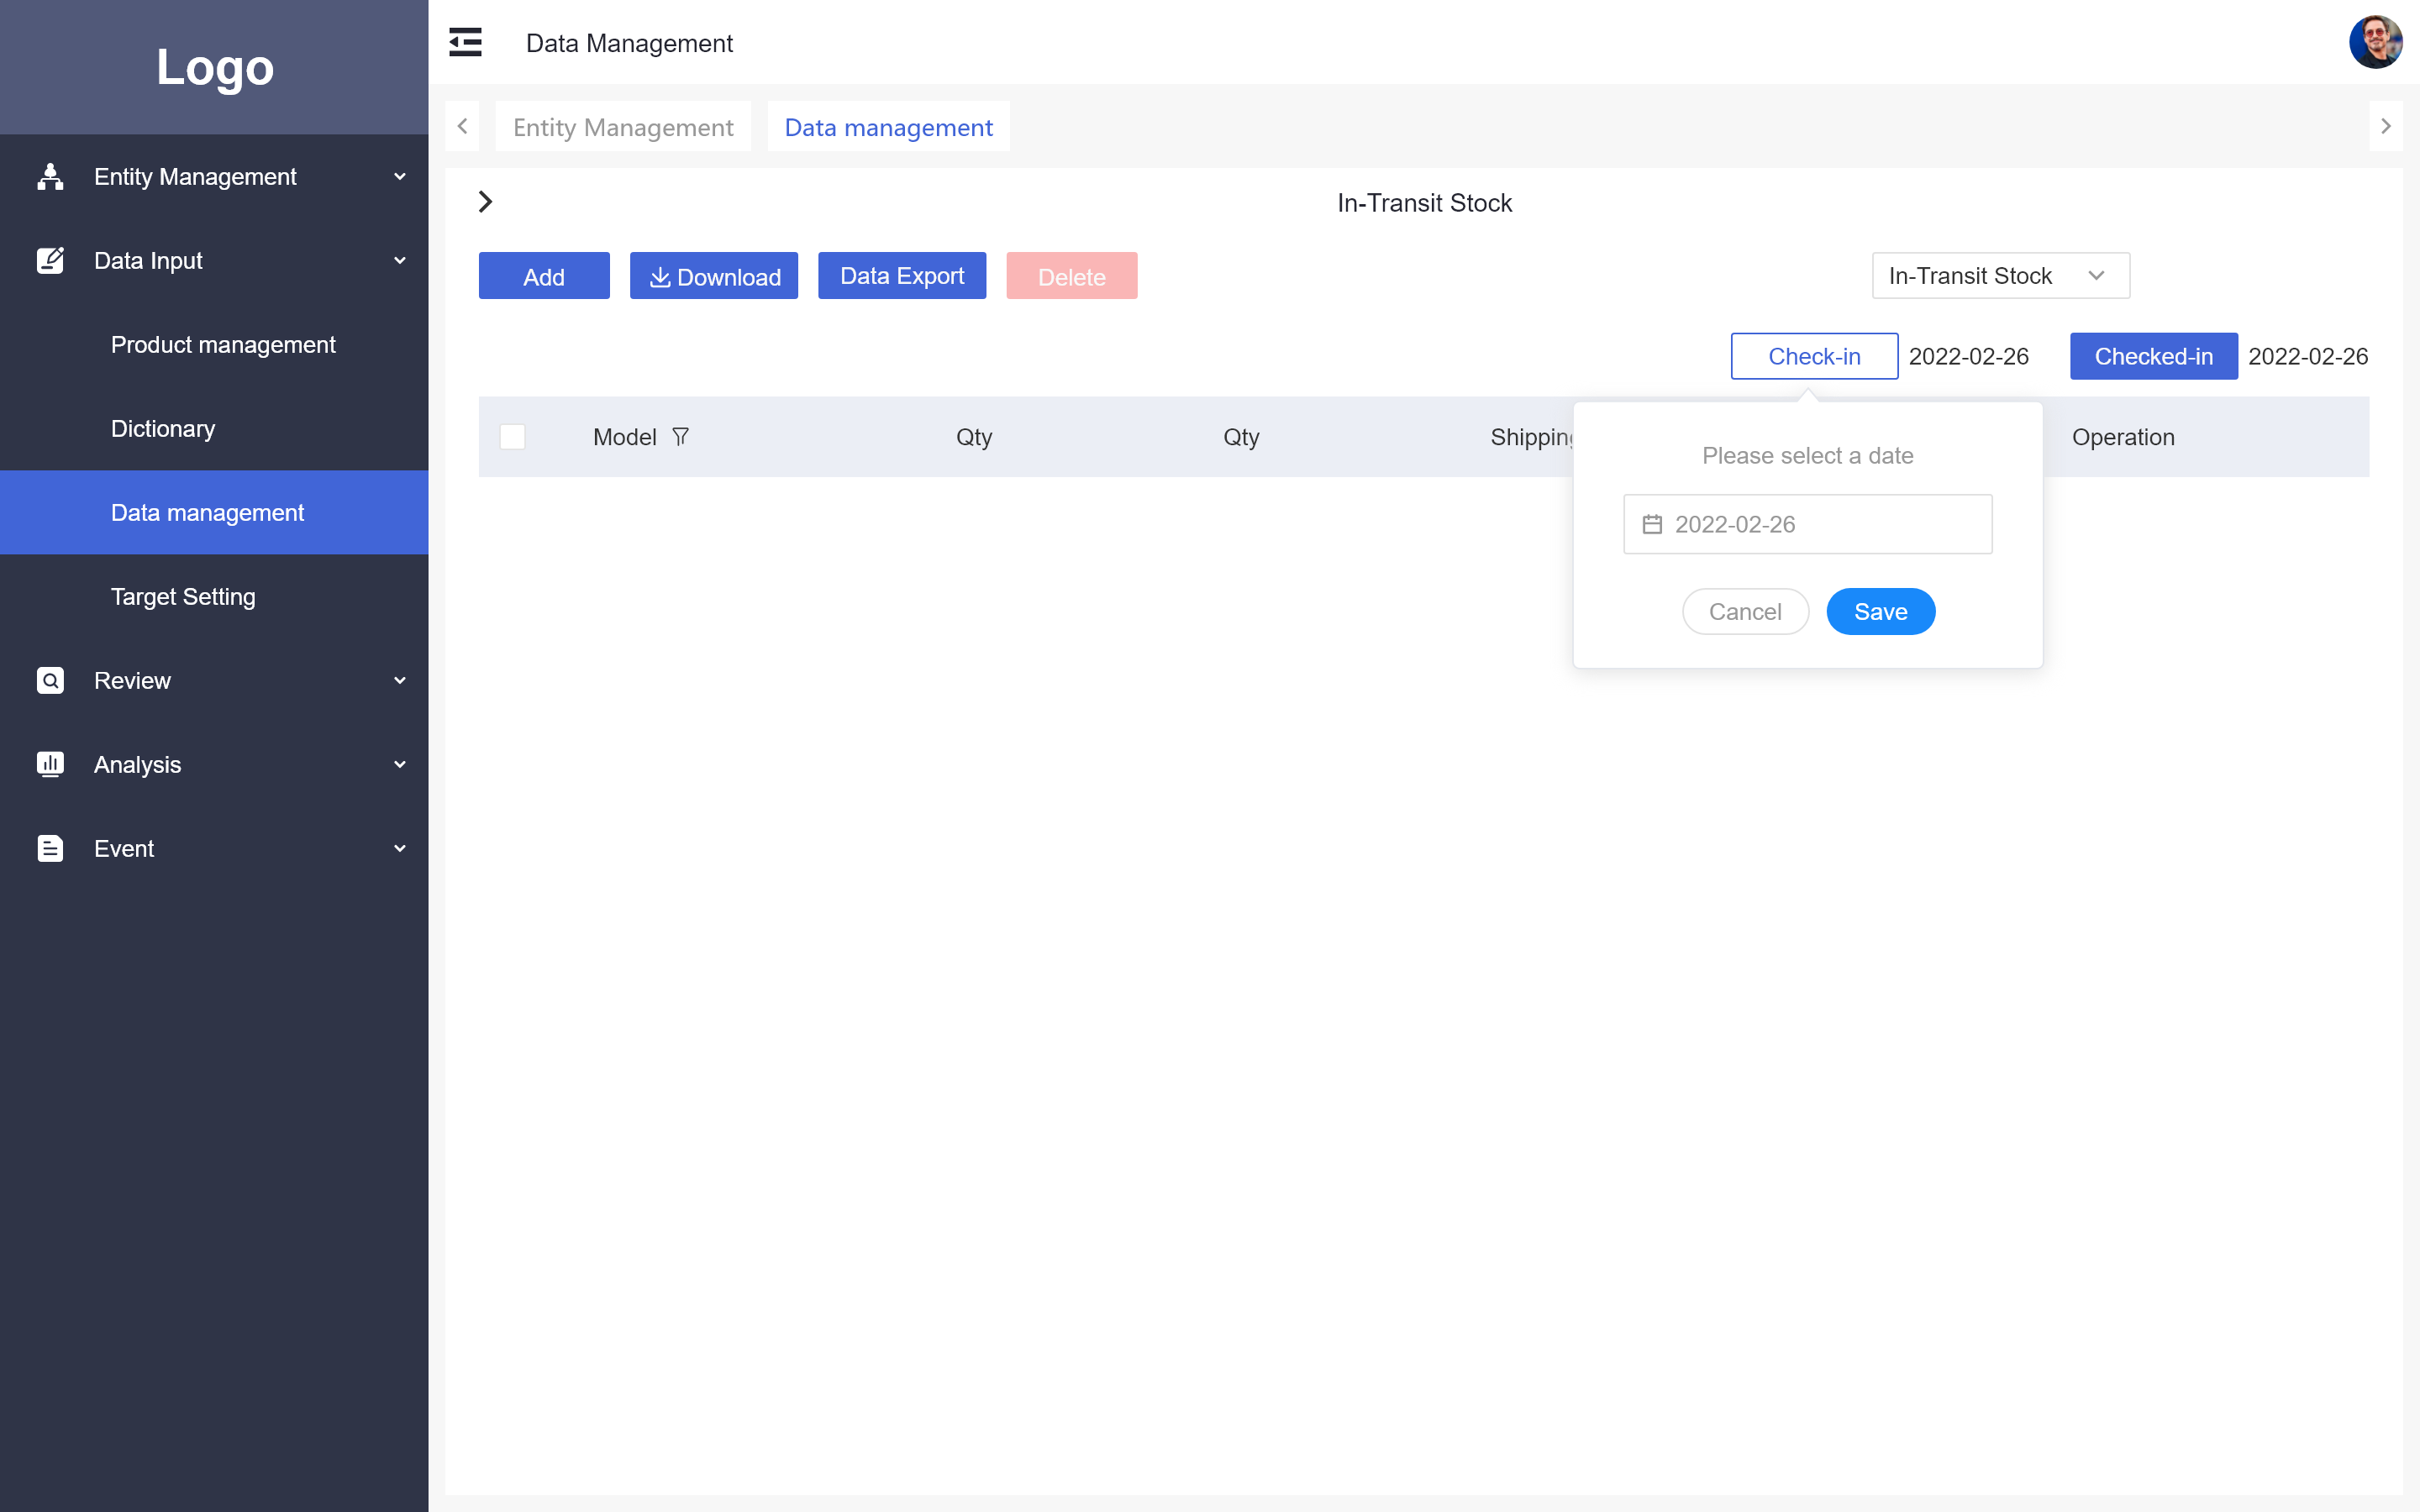 Logo
Data Management
Entity Management
Data management
Entity Management
Data Input
Product management
Dictionary
Data management
Target Setting
Review
Analysis
Event
In-Transit Stock
Add
Download
Data Export
Delete
In-Transit Stock
Check-in 2022-02-26
Checked-in 2022-02-26
Model Qty Qty Shipping Operation
Please select a date
2022-02-26
Cancel Save